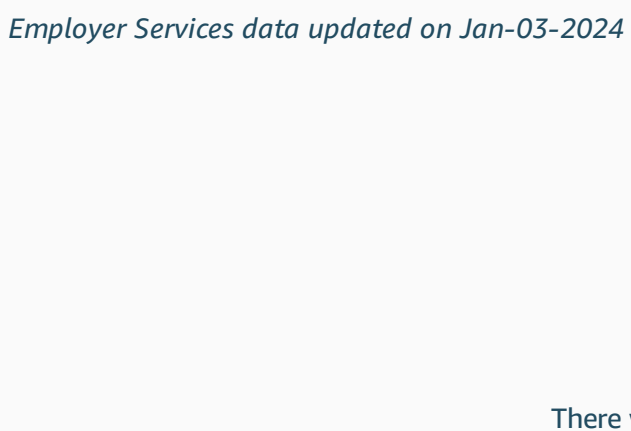 Employer Services data updated on Jan-03-2024
There